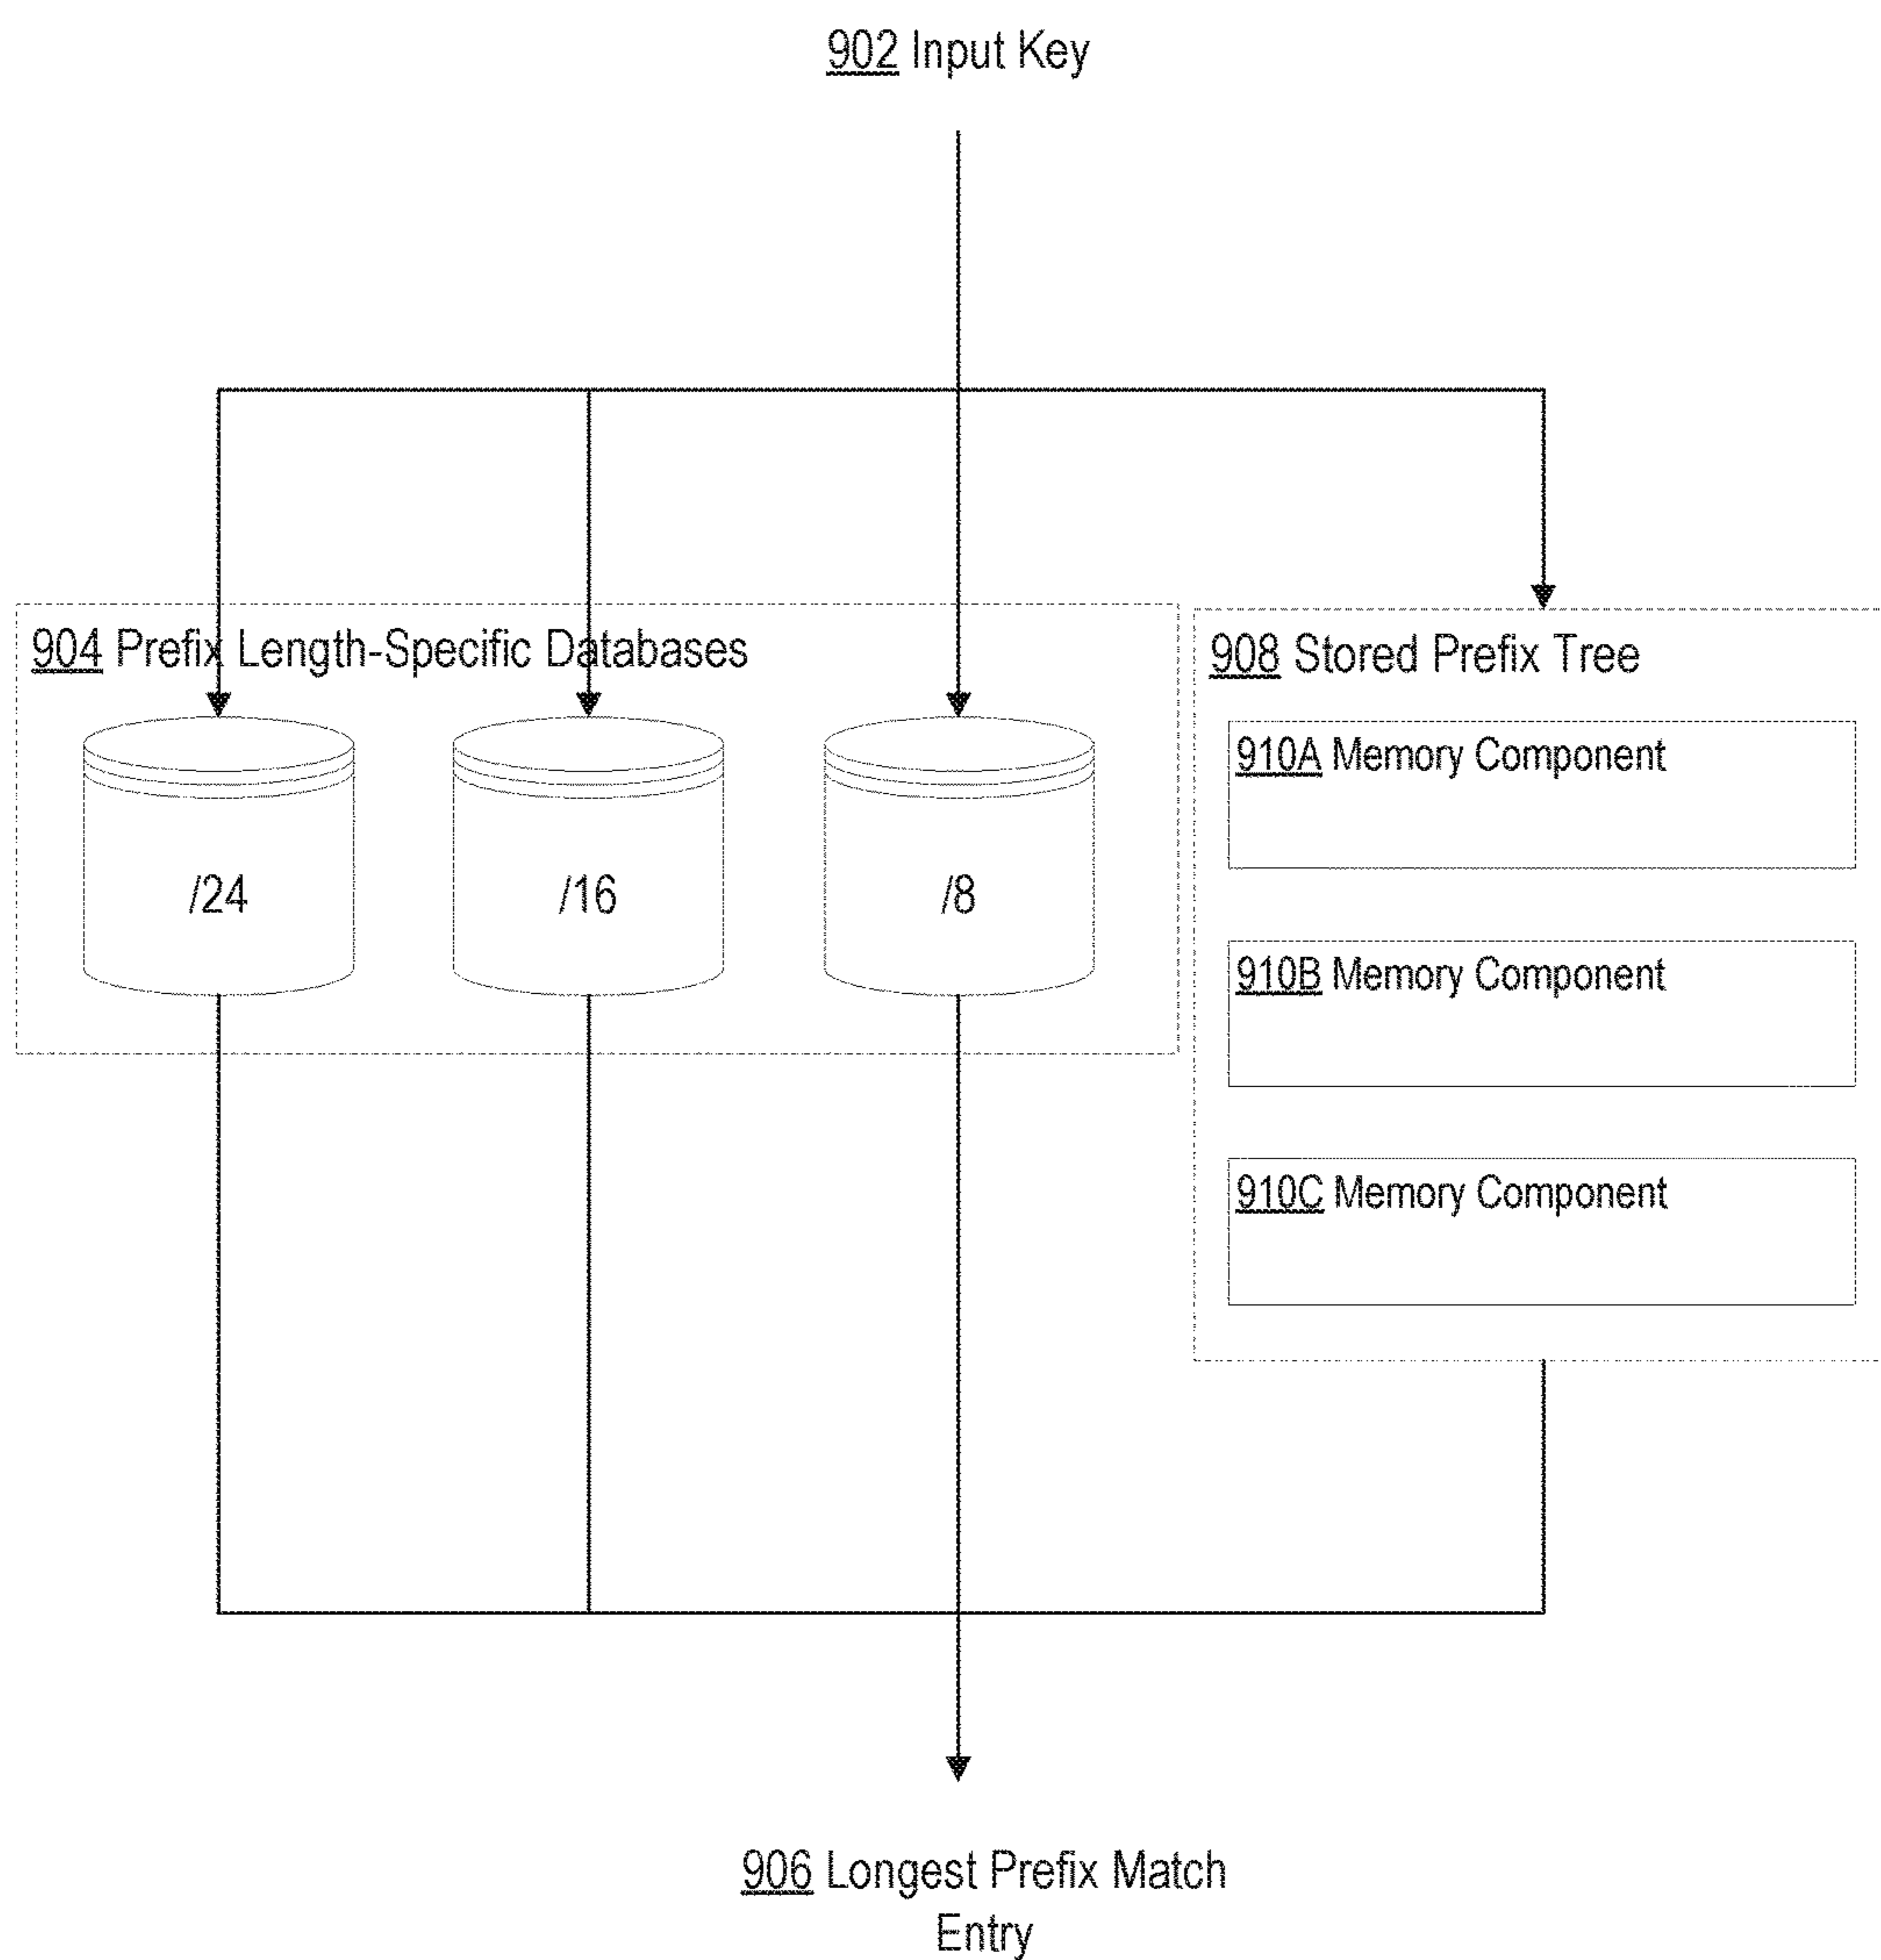 902 Input Key
904 Prefix Length-Specific Databases
/24
/16
/8
908 Stored Prefix Tree
910A Memory Component
910B Memory Component
910C Memory Component
906 Longest Prefix Match
Entry